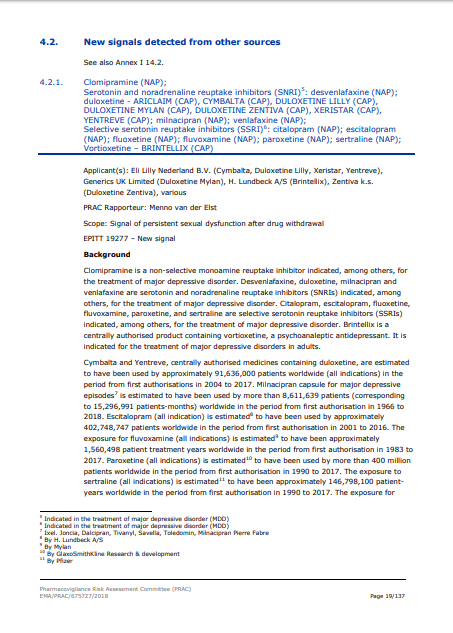 4.2. New signals detected from other sources
See also Annex I 14.2.
4.2.1. Clomipramine (NAP);
Serotonin and noradrenaline reuptake inhibitors (SNRI)5: desvenlafaxine (NAP);
duloxetine - ARICLAIM (CAP), CYMBALTA (CAP), DULOXETINE LILLY (CAP),
DULOXETINE MYLAN (CAP), DULOXETINE ZENTIVA (CAP), XERISTAR (CAP),
YENTREVE (CAP); milnacipran (NAP); venlafaxine (NAP);
Selective serotonin reuptake inhibitors (SSRI)6: citalopram (NAP); escitalopram
(NAP); fluoxetine (NAP); fluvoxamine (NAP); paroxetine (NAP); sertraline (NAP);
Vortioxetine – BRINTELLIX (CAP)
Applicant(s): Eli Lilly Nederland B.V. (Cymbalta, Duloxetine Lilly, Xeristar, Yentreve),
Generics UK Limited (Duloxetine Mylan), H. Lundbeck A/S (Brintellix), Zentiva k.s.
(Duloxetine Zentiva), various
PRAC Rapporteur: Menno van der Elst
Scope: Signal of persistent sexual dysfunction after drug withdrawal
EPITT 19277 – New signal
Background
Clomipramine is a non-selective monoamine reuptake inhibitor indicated, among others, for
the treatment of major depressive disorder. Desvenlafaxine, duloxetine, milnacipran and
venlafaxine are serotonin and noradrenaline reuptake inhibitors (SNRIs) indicated, among
others, for the treatment of major depressive disorder. Citalopram, escitalopram, fluoxetine,
fluvoxamine, paroxetine, and sertraline are selective serotonin reuptake inhibitors (SSRIs)
indicated, among others, for the treatment of major depressive disorder. Brintellix is a
centrally authorised product containing vortioxetine, a psychoanaleptic antidepressant. It is
indicated for the treatment of major depressive disorders in adults.
Cymbalta and Yentreve, centrally authorised medicines containing duloxetine, are estimated
to have been used by approximately 91,636,000 patients worldwide (all indications) in the
period from first authorisations in 2004 to 2017. Milnacipran capsule for major depressive
episodes7 is estimated to have been used by more than 8,611,639 patients (corresponding
to 15,296,991 patients-months) worldwide in the period from first authorisation in 1966 to
2018. Escitalopram (all indication) is estimated8 to have been used by approximately
402,748,747 patients worldwide in the period from first authorisation in 2001 to 2016. The
exposure for fluvoxamine (all indications) is estimated9 to have been approximately
1,560,498 patient treatment years worldwide in the period from first authorisation in 1983 to
2017. Paroxetine (all indications) is estimated10 to have been used by more than 400 million
patients worldwide in the period from first authorisation in 1990 to 2017. The exposure to
sertraline (all indications) is estimated11 to have been approximately 146,798,100 patient-
years worldwide in the period from first authorisation in 1990 to 2017. The exposure for
5 Indicated in the treatment of major depressive disorder (MDD)
6 Indicated in the treatment of major depressive disorder (MDD)
7 Ixel. Joncia, Dalcipran, Tivanyl, Savella, Toledomin, Milnacipran Pierre Fabre
8 By H. Lundbeck A/S
9 By Mylan
10 By GlaxoSmithKline Research & development
11 By Pfizer
Pharmacovigilance Risk Assessment Committee (PRAC)
EMA/PRAC/675727/2018 Page 19/137